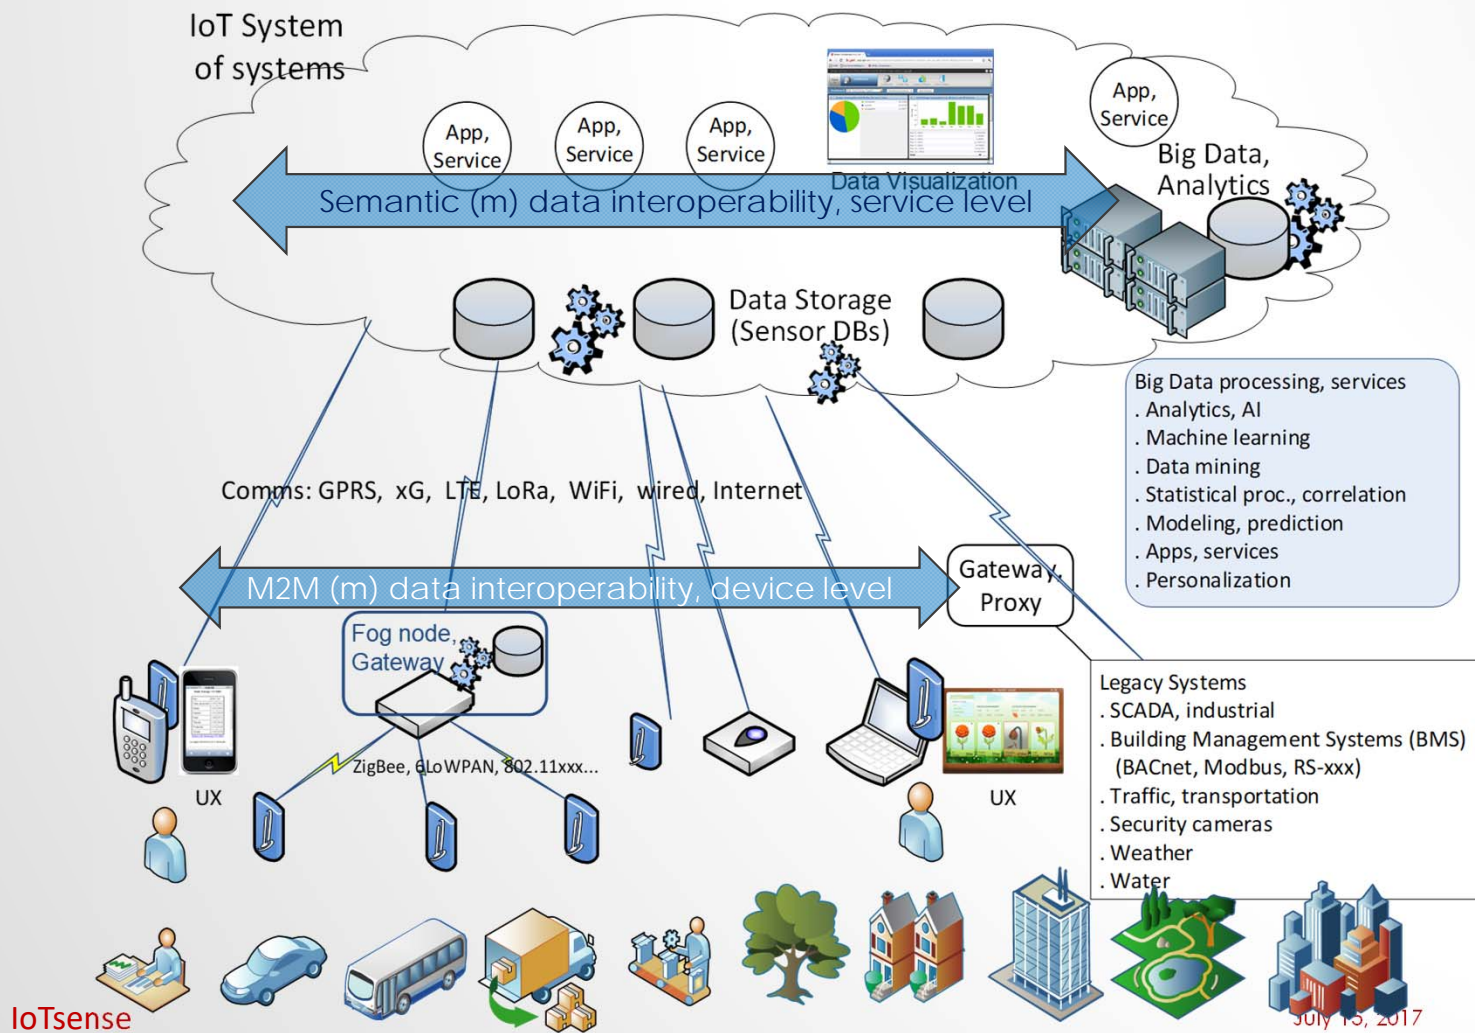 IoT System
of systems
App,
Service
App,
Service
App,
Service
App,
Service
Data Visualization
Big Data,
Analytics
Semantic (m) data interoperability, service level
Data Storage
(Sensor DBs)
Big Data processing, services
. Analytics, AI
. Machine learning
. Data mining
. Statistical proc., correlation
. Modeling, prediction
. Apps, services
. Personalization
Comms: GPRS, xG, LTE, LoRa, WiFi, wired, Internet
M2M (m) data interoperability, device level
Gateway,
Proxy
Fog node,
Gateway
ZigBee, 6LoWPAN, 802.11xxx...
UX
UX
Legacy Systems
. SCADA, industrial
. Building Management Systems (BMS)
(BACnet, Modbus, RS-xxx)
. Traffic, transportation
. Security cameras
. Weather
. Water
IoTsense
July 15, 2017